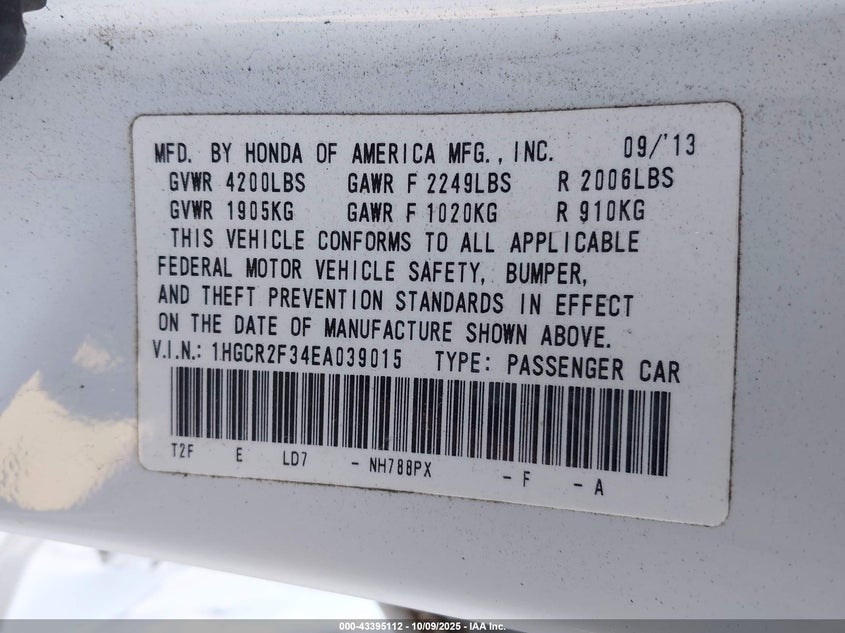 MFD. BY HONDA OF AMERICA MFG., INC. 09/'13
GVWR 4200LBS GAWR F 2249LBS R 2006LBS
GVWR 1905KG GAWR F 1020KG R 910KG
THIS VEHICLE CONFORMS TO ALL APPLICABLE
FEDERAL MOTOR VEHICLE SAFETY, BUMPER,
AND THEFT PREVENTION STANDARDS IN EFFECT
ON THE DATE OF MANUFACTURE SHOWN ABOVE.
V.I.N.: 1HGCR2F34EA039015 TYPE: PASSENGER CAR
T2F E LD7 - NH788PX - F - A
000-43395112 - 10/09/2025 - IAA Inc.